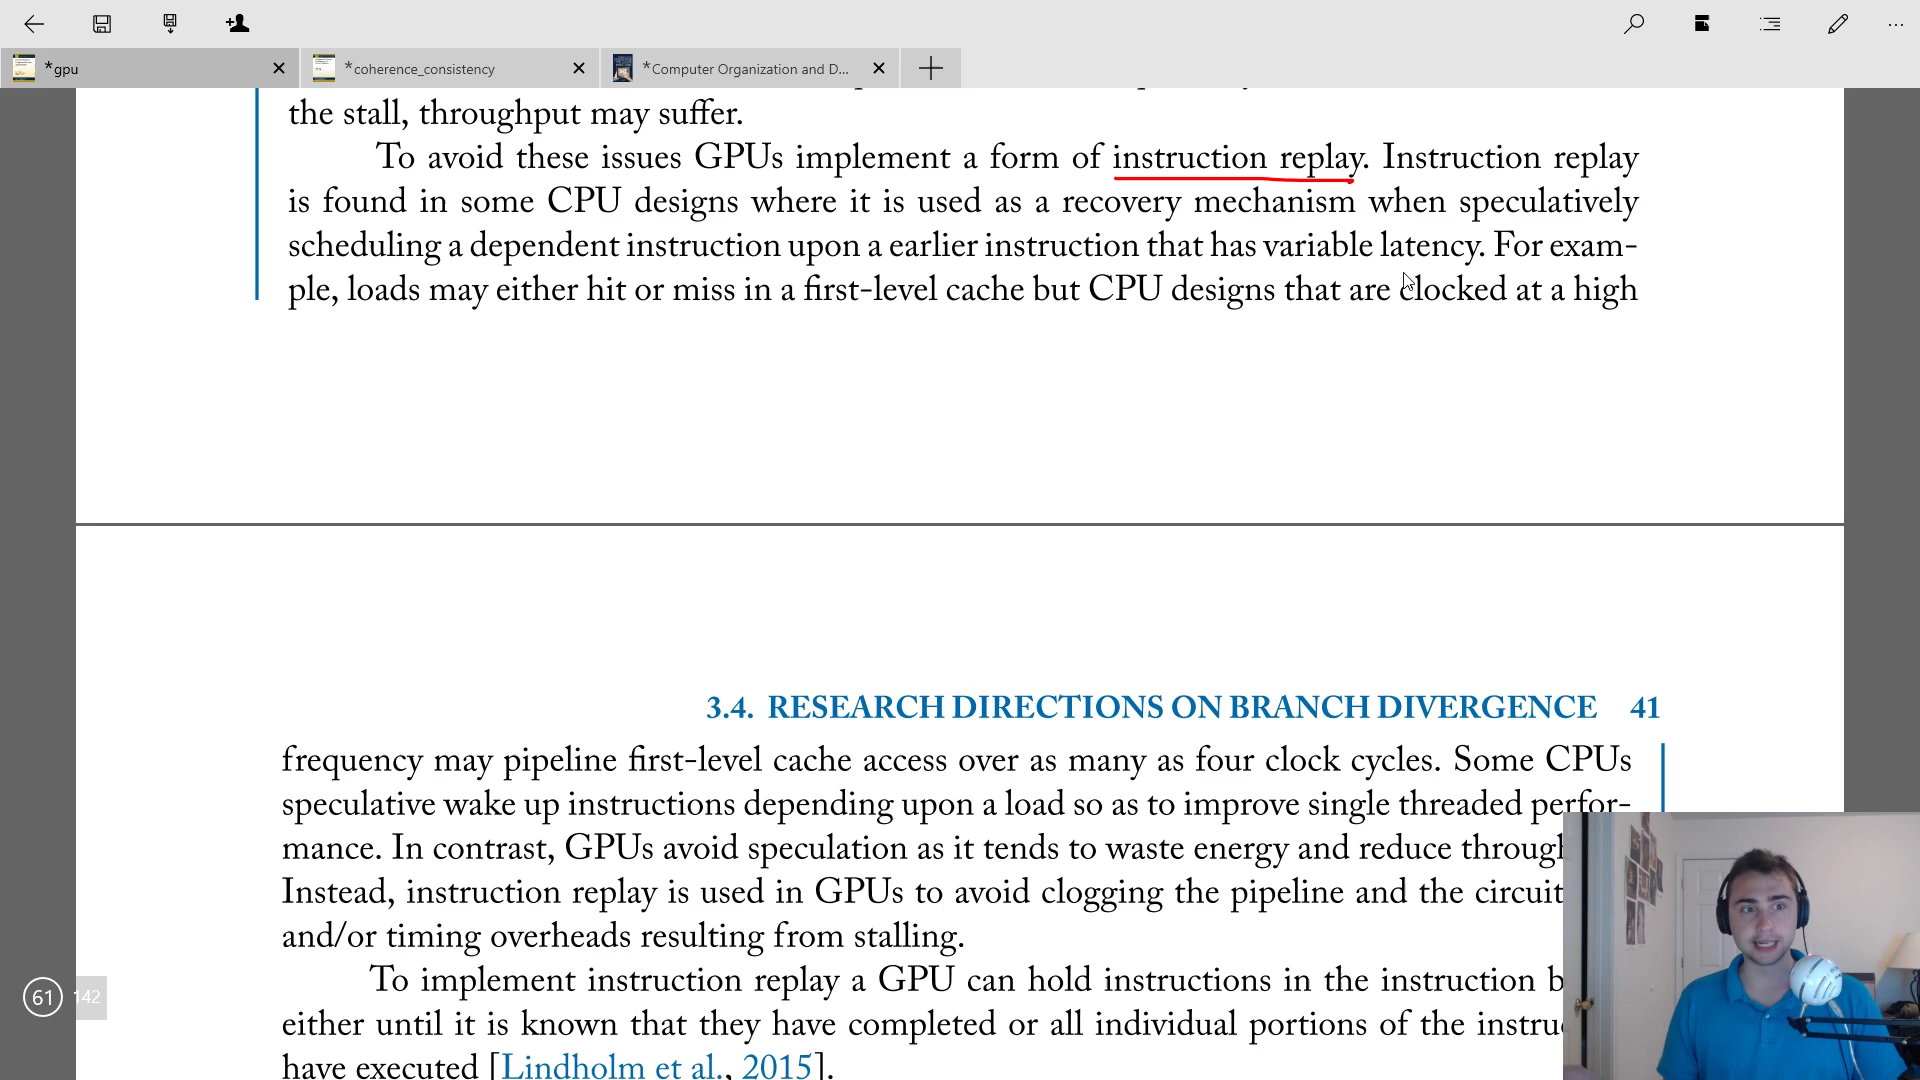 *gpu
*coherence_consistency
*Computer Organization and D...
the stall, throughput may suffer.
To avoid these issues GPUs implement a form of instruction replay. Instruction replay
is found in some CPU designs where it is used as a recovery mechanism when speculatively
scheduling a dependent instruction upon a earlier instruction that has variable latency. For exam-
ple, loads may either hit or miss in a first-level cache but CPU designs that are clocked at a high
3.4. RESEARCH DIRECTIONS ON BRANCH DIVERGENCE 41
frequency may pipeline first-level cache access over as many as four clock cycles. Some CPUs
speculative wake up instructions depending upon a load so as to improve single threaded perfor-
mance. In contrast, GPUs avoid speculation as it tends to waste energy and reduce through
Instead, instruction replay is used in GPUs to avoid clogging the pipeline and the circuit
and/or timing overheads resulting from stalling.
To implement instruction replay a GPU can hold instructions in the instruction b
either until it is known that they have completed or all individual portions of the instruc
have executed [Lindholm et al., 2015].
61 142